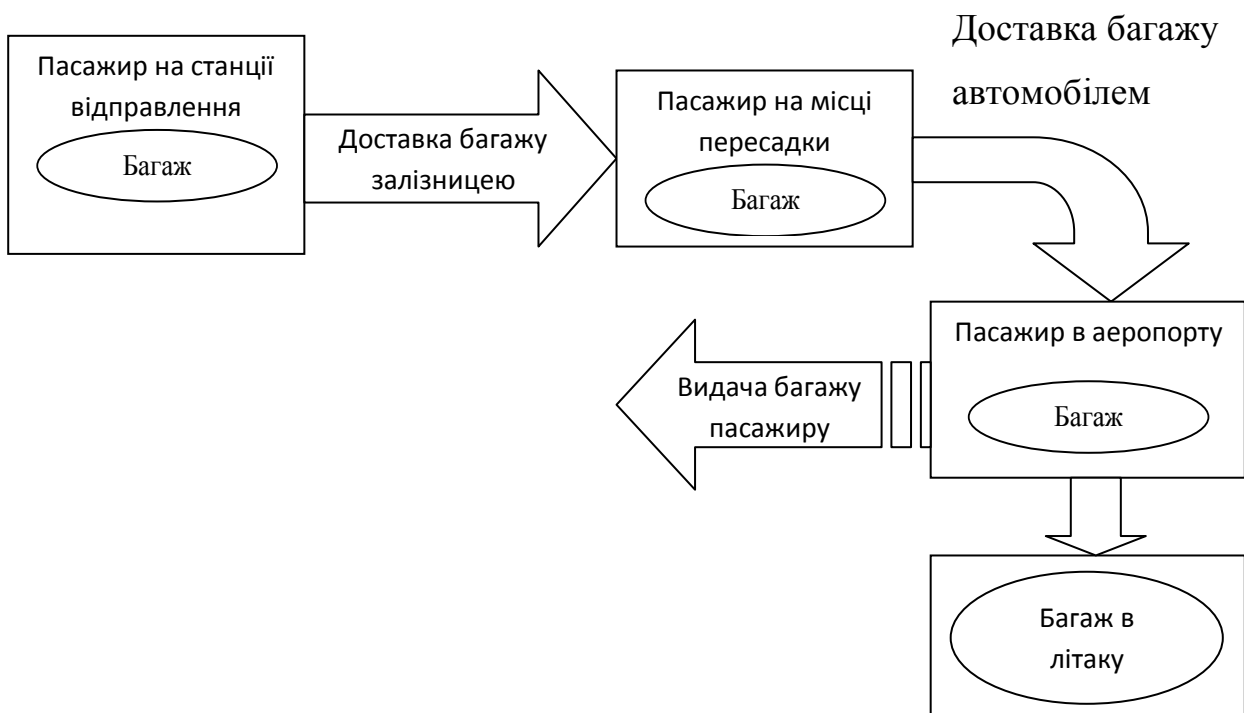 Пасажир на станції
відправлення
Багаж
Доставка багажу
залізницею
Пасажир на місці
пересадки
Багаж
Доставка багажу
автомобілем
Пасажир в аеропорту
Багаж
Видача багажу
пасажиру
Багаж в
літаку